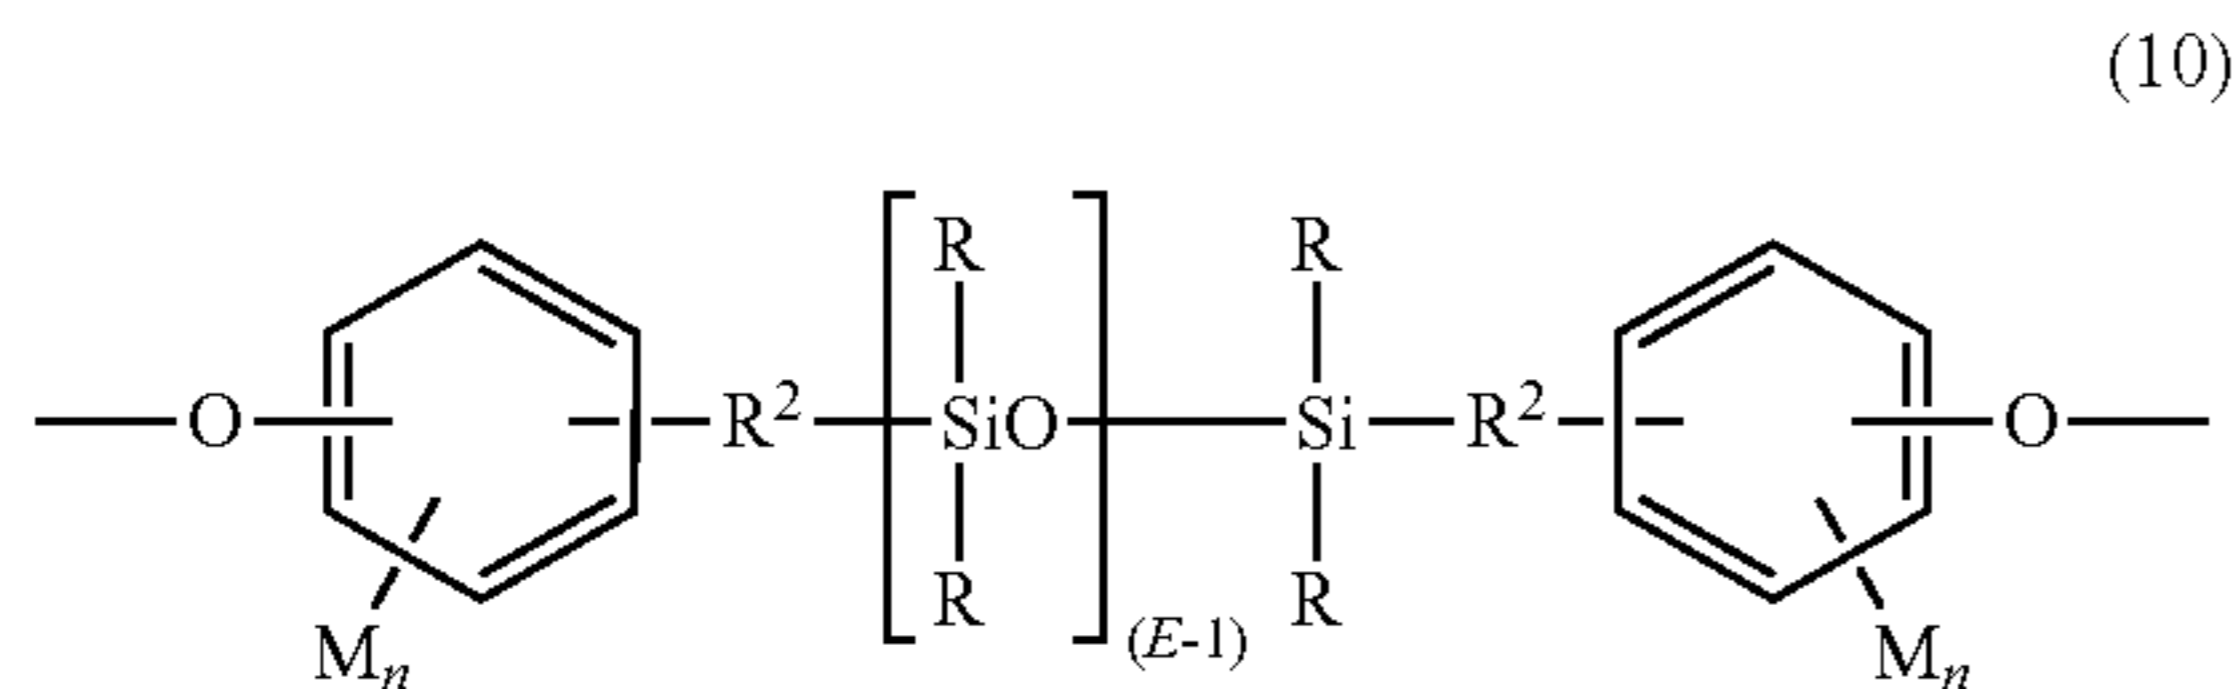 (10)
R R
O R² SiO Si R² O
R R
(E-1)
Mₙ Mₙ